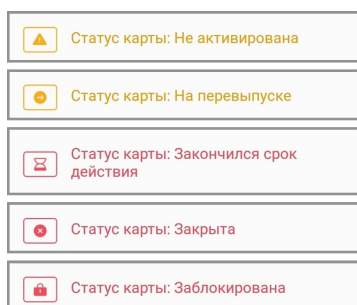 Статус карты: Не активирована
Статус карты: На перевыпуске
Статус карты: Закончился срок
действия
Статус карты: Закрыта
Статус карты: Заблокирована